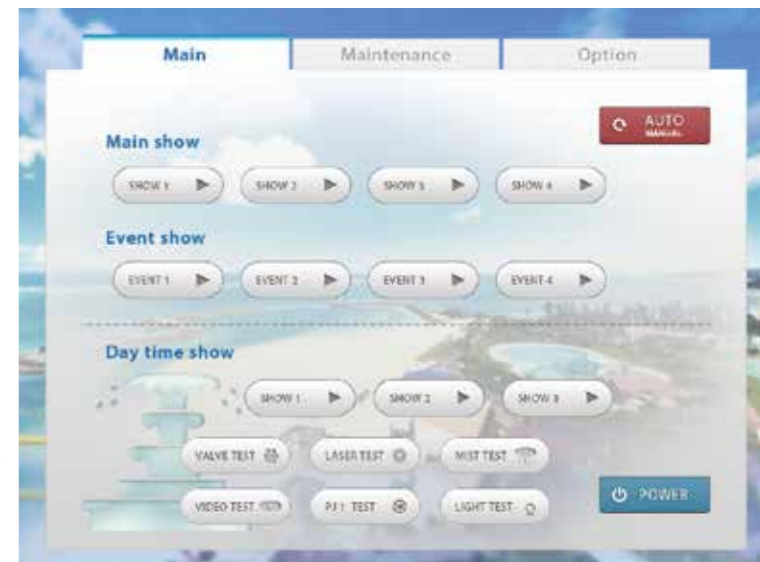 Main
Maintenance
Option
AUTO
MANUAL
Main show
SHOW 1
SHOW 2
SHOW 3
SHOW 4
Event show
EVENT 1
EVENT 2
EVENT 3
EVENT 4
Day time show
SHOW 1
SHOW 2
SHOW 3
VALVE TEST
LASER TEST
MIST TEST
VIDEO TEST
PJ 1 TEST
LIGHT TEST
POWER